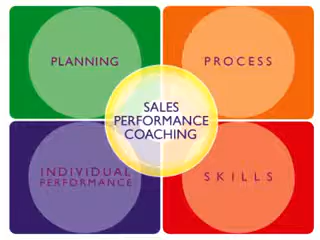 PLANNING
PROCESS
SALES
PERFORMANCE
COACHING
INDIVIDUAL
PERFORMANCE
SKILLS